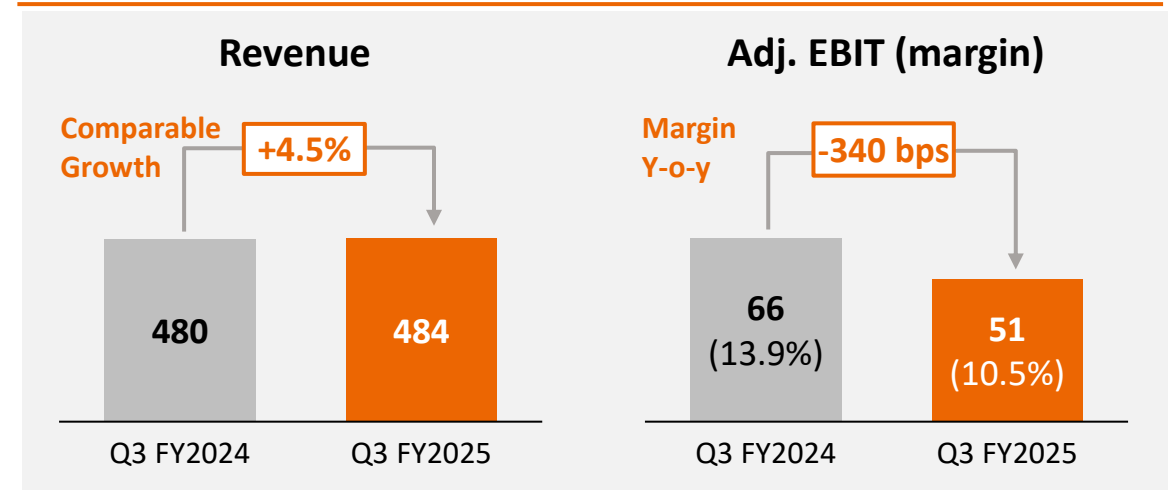 Revenue
Comparable
Growth
+4.5%
480
484
Q3 FY2024
Q3 FY2025
Adj. EBIT (margin)
Margin
Y-o-y
-340 bps
66
(13.9%)
51
(10.5%)
Q3 FY2024
Q3 FY2025